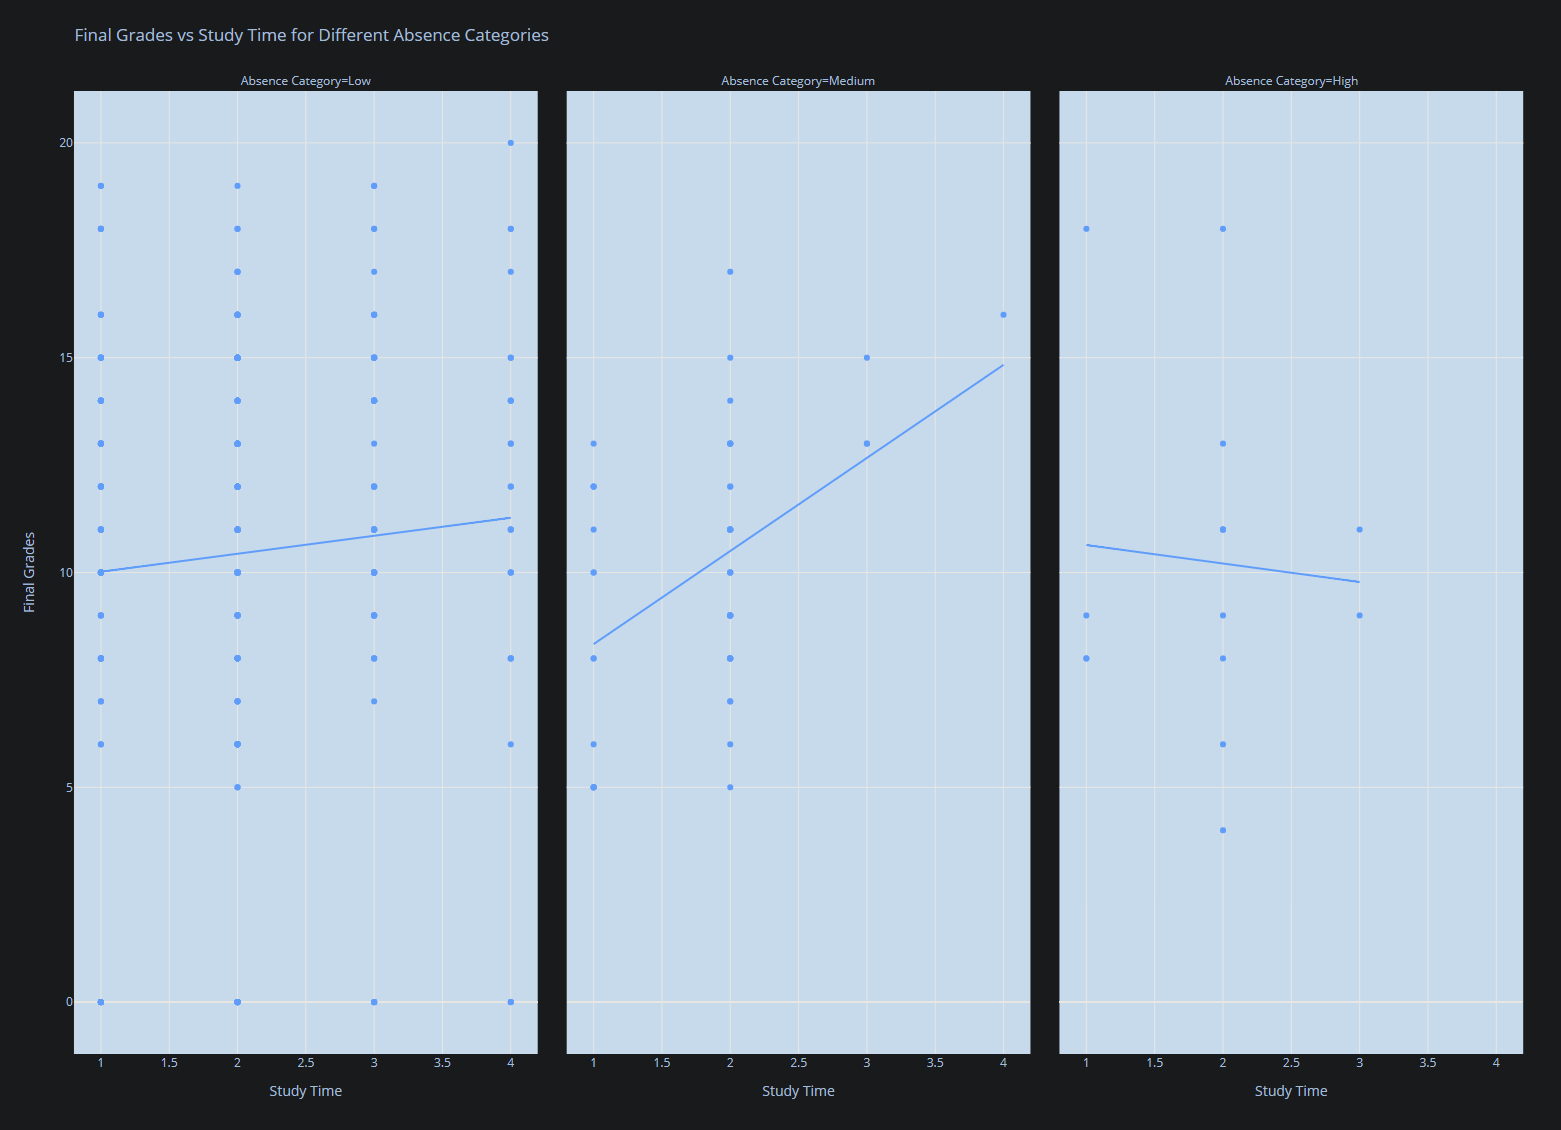 Final Grades vs Study Time for Different Absence Categories
Absence Category=Low
Absence Category=Medium
Absence Category=High
Final Grades
20
15
10
5
0
1 1.5 2 2.5 3 3.5 4
1 1.5 2 2.5 3 3.5 4
1 1.5 2 2.5 3 3.5 4
Study Time
Study Time
Study Time